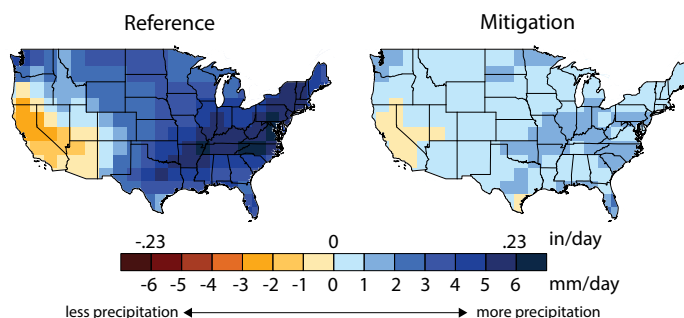 Reference Mitigation
-.23 0 .23 in/day
-6 -5 -4 -3 -2 -1 0 1 2 3 4 5 6 mm/day
less precipitation more precipitation